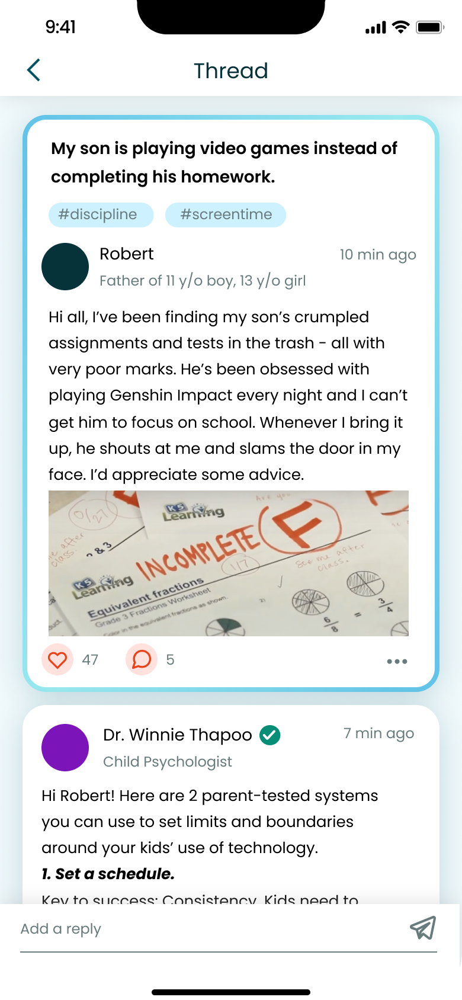 9:41
Thread
My son is playing video games instead of
completing his homework.
#discipline #screentime
Robert
10 min ago
Father of 11 y/o boy, 13 y/o girl
Hi all, I’ve been finding my son’s crumpled
assignments and tests in the trash - all with
very poor marks. He’s been obsessed with
playing Genshin Impact every night and I can’t
get him to focus on school. Whenever I bring it
up, he shouts at me and slams the door in my
face. I’d appreciate some advice.
Are you
K5
Learning
0/27
after
class.
& 3
INCOMPLETE
F
1/7
See me after
class.
K5
Learning
Equivalent fractions
Grade 3 Fractions Worksheet
Color in the equivalent fractions as shown.
2)
6/8 = 3/4
47
5
Dr. Winnie Thapoo
7 min ago
Child Psychologist
Hi Robert! Here are 2 parent-tested systems
you can use to set limits and boundaries
around your kids’ use of technology.
1. Set a schedule.
Key to success: Consistency. Kids need to
Add a reply